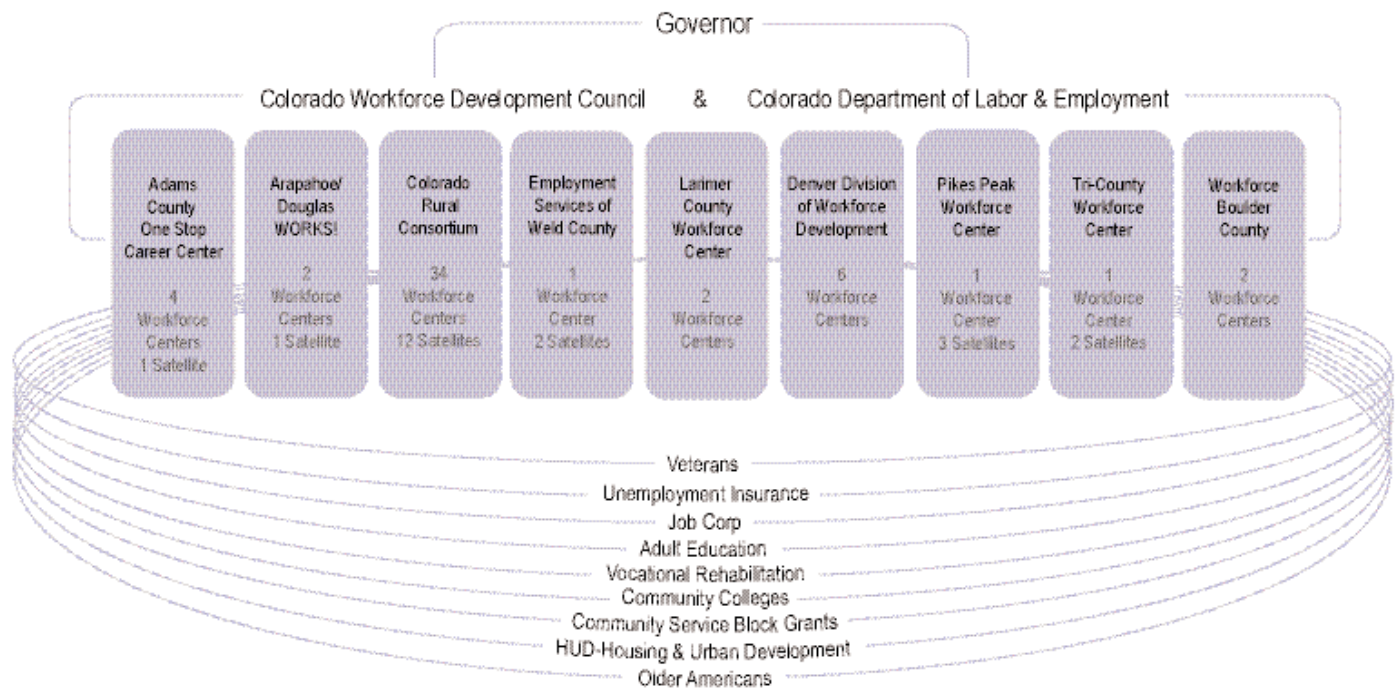 Governor
Colorado Workforce Development Council & Colorado Department of Labor & Employment
Adams
County
One Stop
Career Center
4
Workforce
Centers
1 Satellite
Arapahoe/
Douglas
WORKS!
2
Workforce
Centers
1 Satellite
Colorado
Rural
Consortium
34
Workforce
Centers
12 Satellites
Employment
Services of
Weld County
1
Workforce
Center
2 Satellites
Larimer
County
Workforce
Center
2
Workforce
Centers
Denver Division
of Workforce
Development
6
Workforce
Centers
Pikes Peak
Workforce
Center
1
Workforce
Center
3 Satellites
Tri-County
Workforce
Center
1
Workforce
Center
2 Satellites
Workforce
Boulder
County
2
Workforce
Centers
Veterans
Unemployment Insurance
Job Corp
Adult Education
Vocational Rehabilitation
Community Colleges
Community Service Block Grants
HUD-Housing & Urban Development
Older Americans